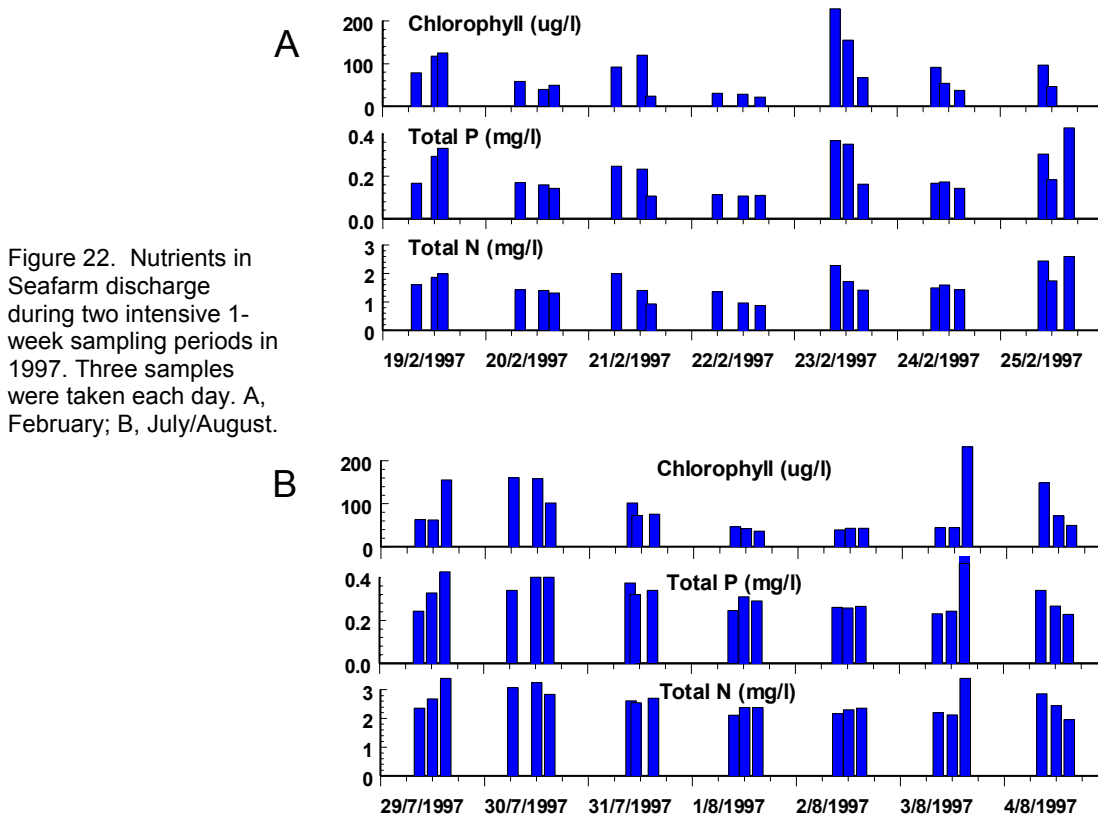 A
Chlorophyll (ug/l)
200
100
0
Total P (mg/l)
0.4
0.2
0.0
Total N (mg/l)
3
2
1
0
19/2/1997 20/2/1997 21/2/1997 22/2/1997 23/2/1997 24/2/1997 25/2/1997
Figure 22. Nutrients in
Seafarm discharge
during two intensive 1-
week sampling periods in
1997. Three samples
were taken each day. A,
February; B, July/August.
B
Chlorophyll (ug/l)
200
100
0
Total P (mg/l)
0.4
0.2
0.0
Total N (mg/l)
3
2
1
0
29/7/1997 30/7/1997 31/7/1997 1/8/1997 2/8/1997 3/8/1997 4/8/1997